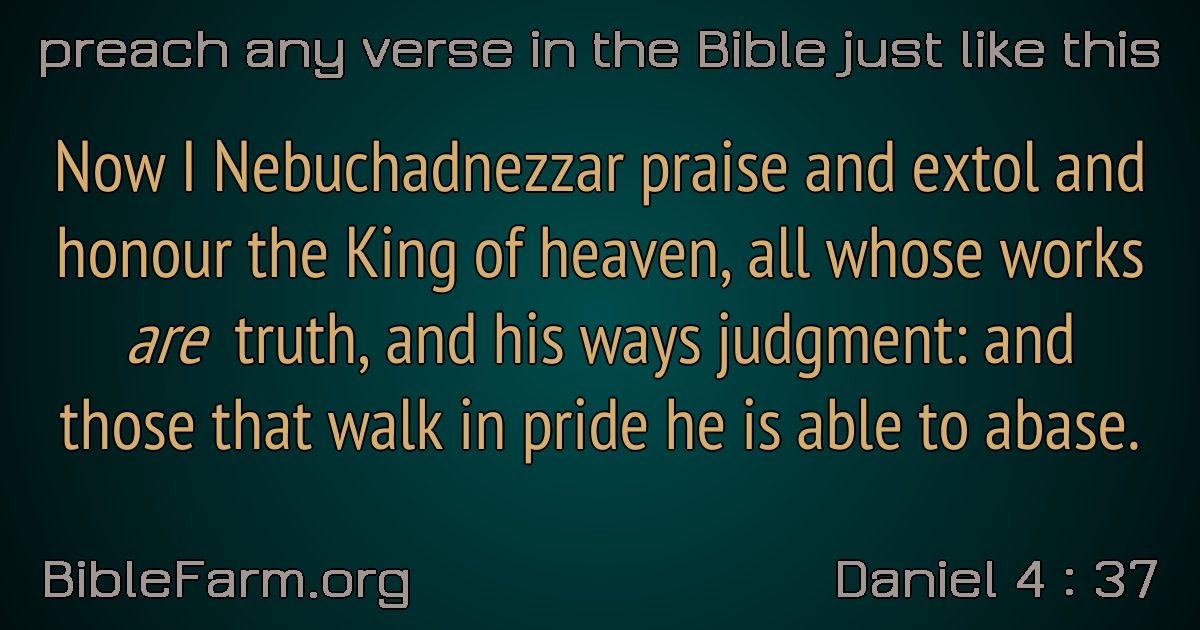 preach any verse in the Bible just like this
Now I Nebuchadnezzar praise and extol and
honour the King of heaven, all whose works
are truth, and his ways judgment: and
those that walk in pride he is able to abase.
BibleFarm.org
Daniel 4 : 37